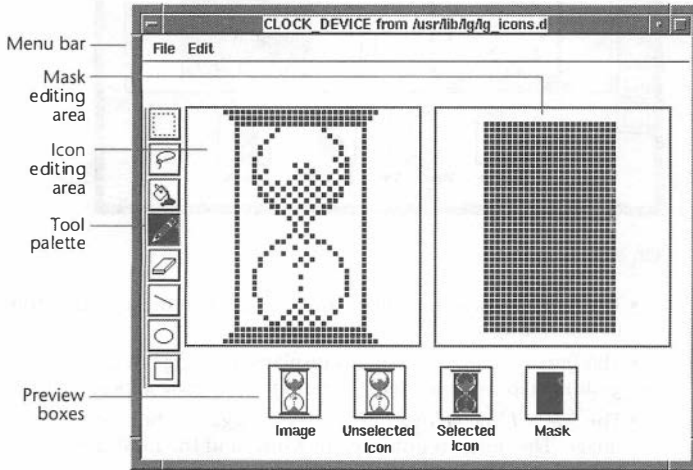 CLOCK_DEVICE from /usr/lib/lg/lg_icons.d
Menu bar
File Edit
Mask
editing
area
Icon
editing
area
Tool
palette
Preview
boxes
Image
Unselected
Icon
Selected
Icon
Mask